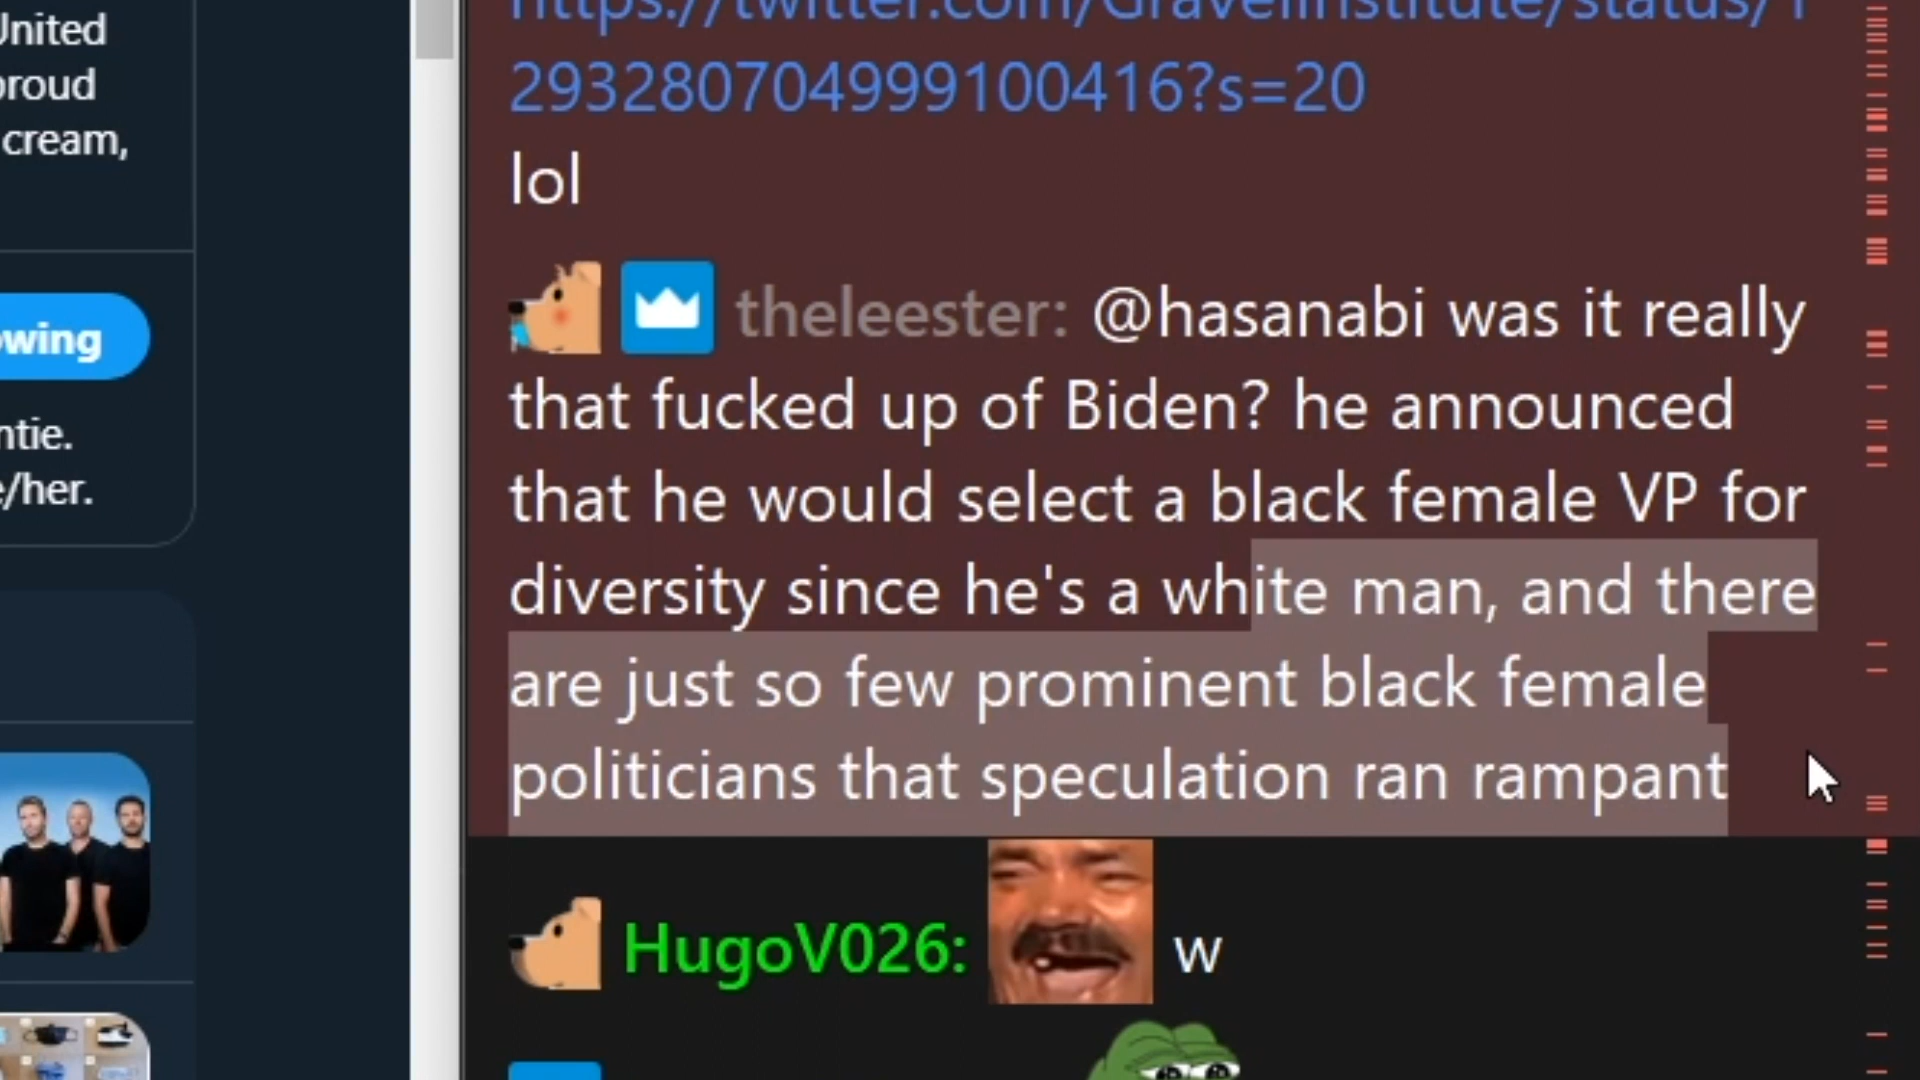 United
proud
cream,
owing
ntie.
e/her.
https://twitter.com/GravelInstitute/status/1
293280704999100416?s=20
lol
theleester: @hasanabi was it really
that fucked up of Biden? he announced
that he would select a black female VP for
diversity since he's a white man, and there
are just so few prominent black female
politicians that speculation ran rampant
HugoV026: w